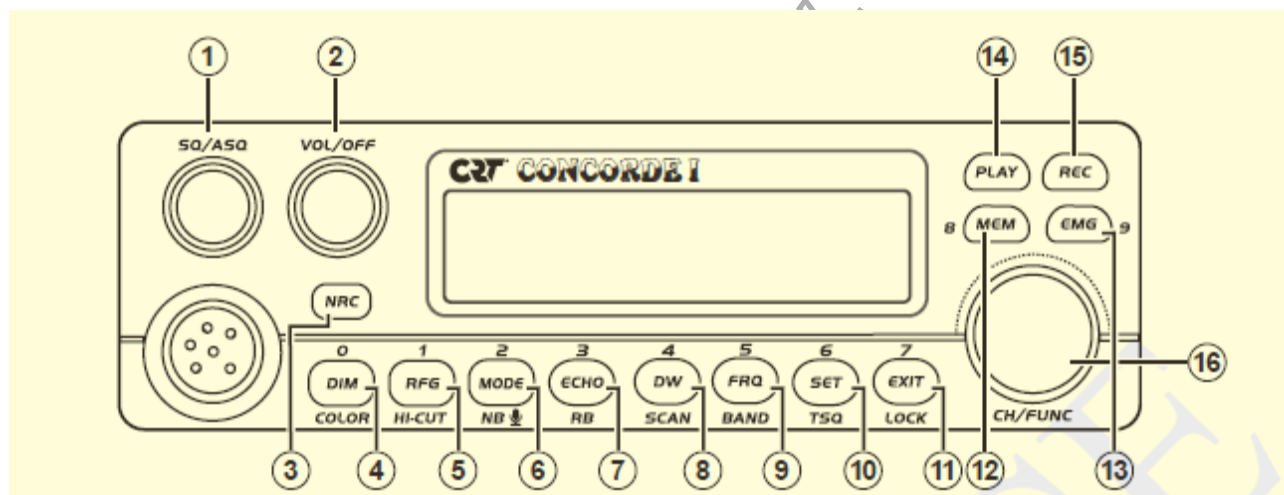 1 2 14 15
SQ/ASQ VOL/OFF
CRT CONCORDE I
PLAY REC
8 MEM EMG 9
NRC
0 1 2 3 4 5 6 7
DIM RFG MODE ECHO DW FRQ SET EXIT
16
COLOR HI-CUT NB RB SCAN BAND TSQ LOCK CH/FUNC
3 4 5 6 7 8 9 10 11 12 13